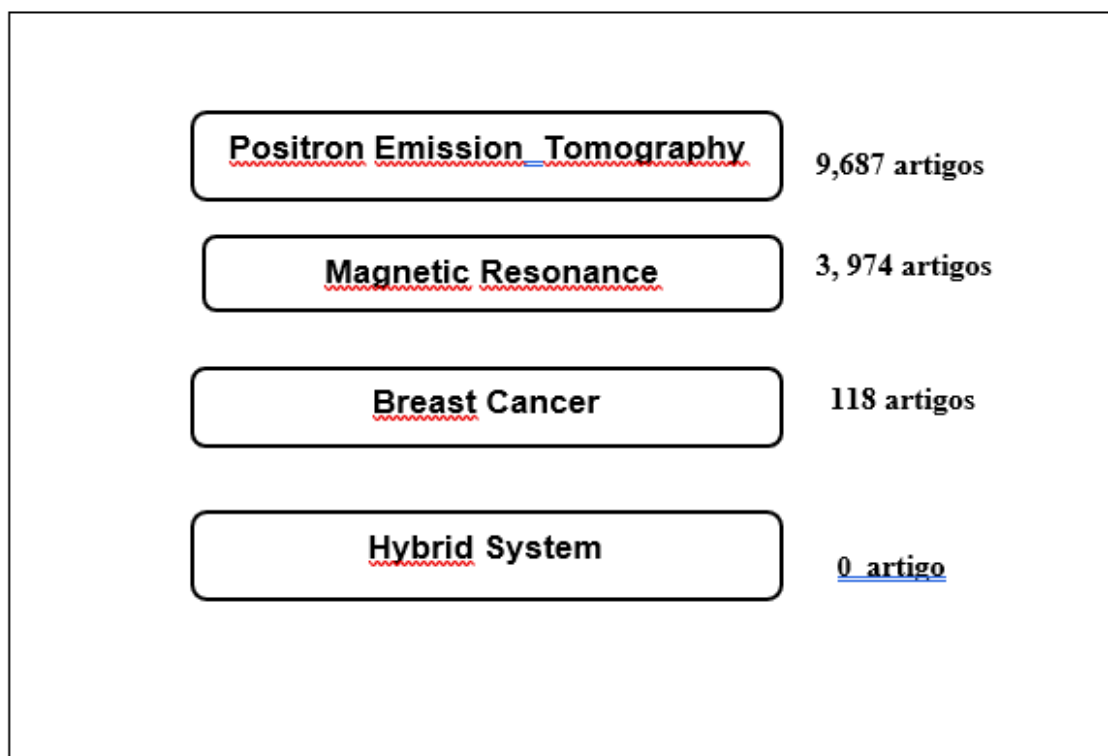 Positron Emission Tomography
9,687 artigos
Magnetic Resonance
3, 974 artigos
Breast Cancer
118 artigos
Hybrid System
0 artigo